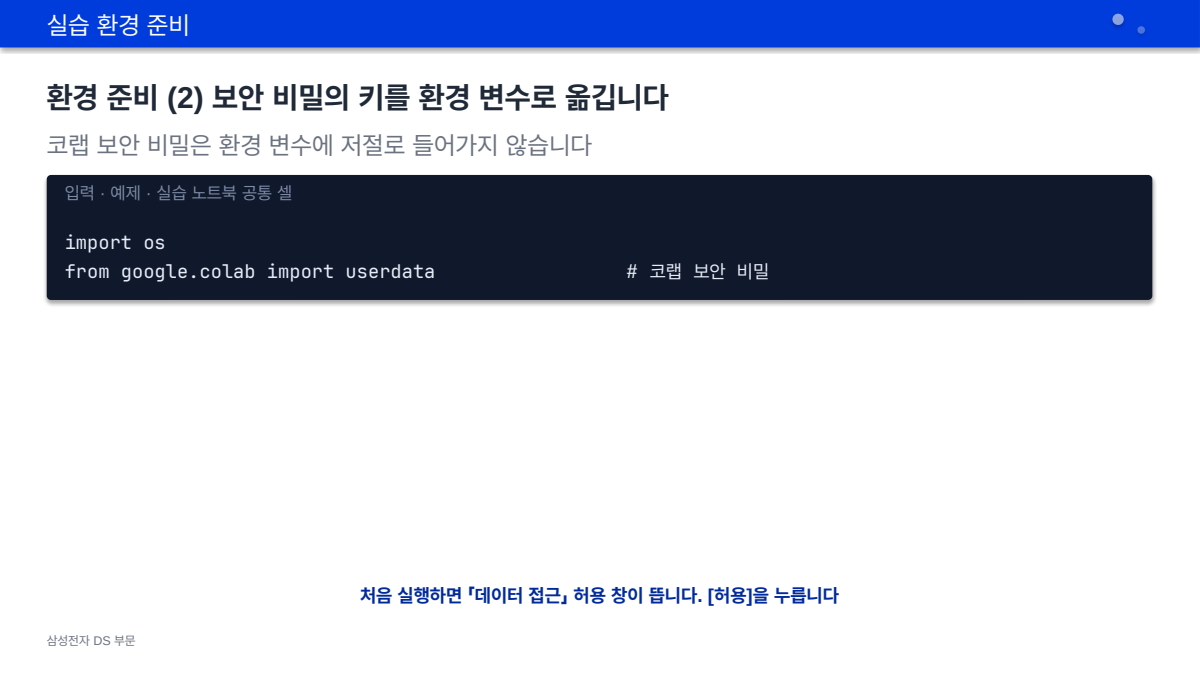 실습 환경 준비
환경 준비 (2) 보안 비밀의 키를 환경 변수로 옮깁니다
코랩 보안 비밀은 환경 변수에 저절로 들어가지 않습니다
입력 · 예제 · 실습 노트북 공통 셀
import os
from google.colab import userdata # 코랩 보안 비밀
처음 실행하면 「데이터 접근」 허용 창이 뜹니다. [허용]을 누릅니다
삼성전자 DS 부문